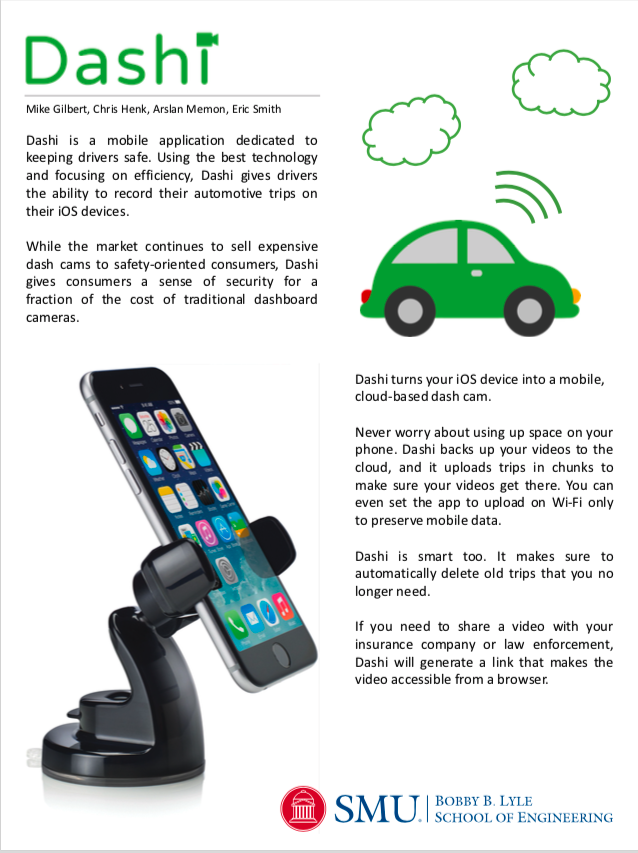 Dashi
Mike Gilbert, Chris Henk, Arslan Memon, Eric Smith
Dashi is a mobile application dedicated to
keeping drivers safe. Using the best technology
and focusing on efficiency, Dashi gives drivers
the ability to record their automotive trips on
their iOS devices.
While the market continues to sell expensive
dash cams to safety-oriented consumers, Dashi
gives consumers a sense of security for a
fraction of the cost of traditional dashboard
cameras.
Dashi turns your iOS device into a mobile,
cloud-based dash cam.
Never worry about using up space on your
phone. Dashi backs up your videos to the
cloud, and it uploads trips in chunks to
make sure your videos get there. You can
even set the app to upload on Wi-Fi only
to preserve mobile data.
Dashi is smart too. It makes sure to
automatically delete old trips that you no
longer need.
If you need to share a video with your
insurance company or law enforcement,
Dashi will generate a link that makes the
video accessible from a browser.
SMU
BOBBY B. LYLE
SCHOOL OF ENGINEERING